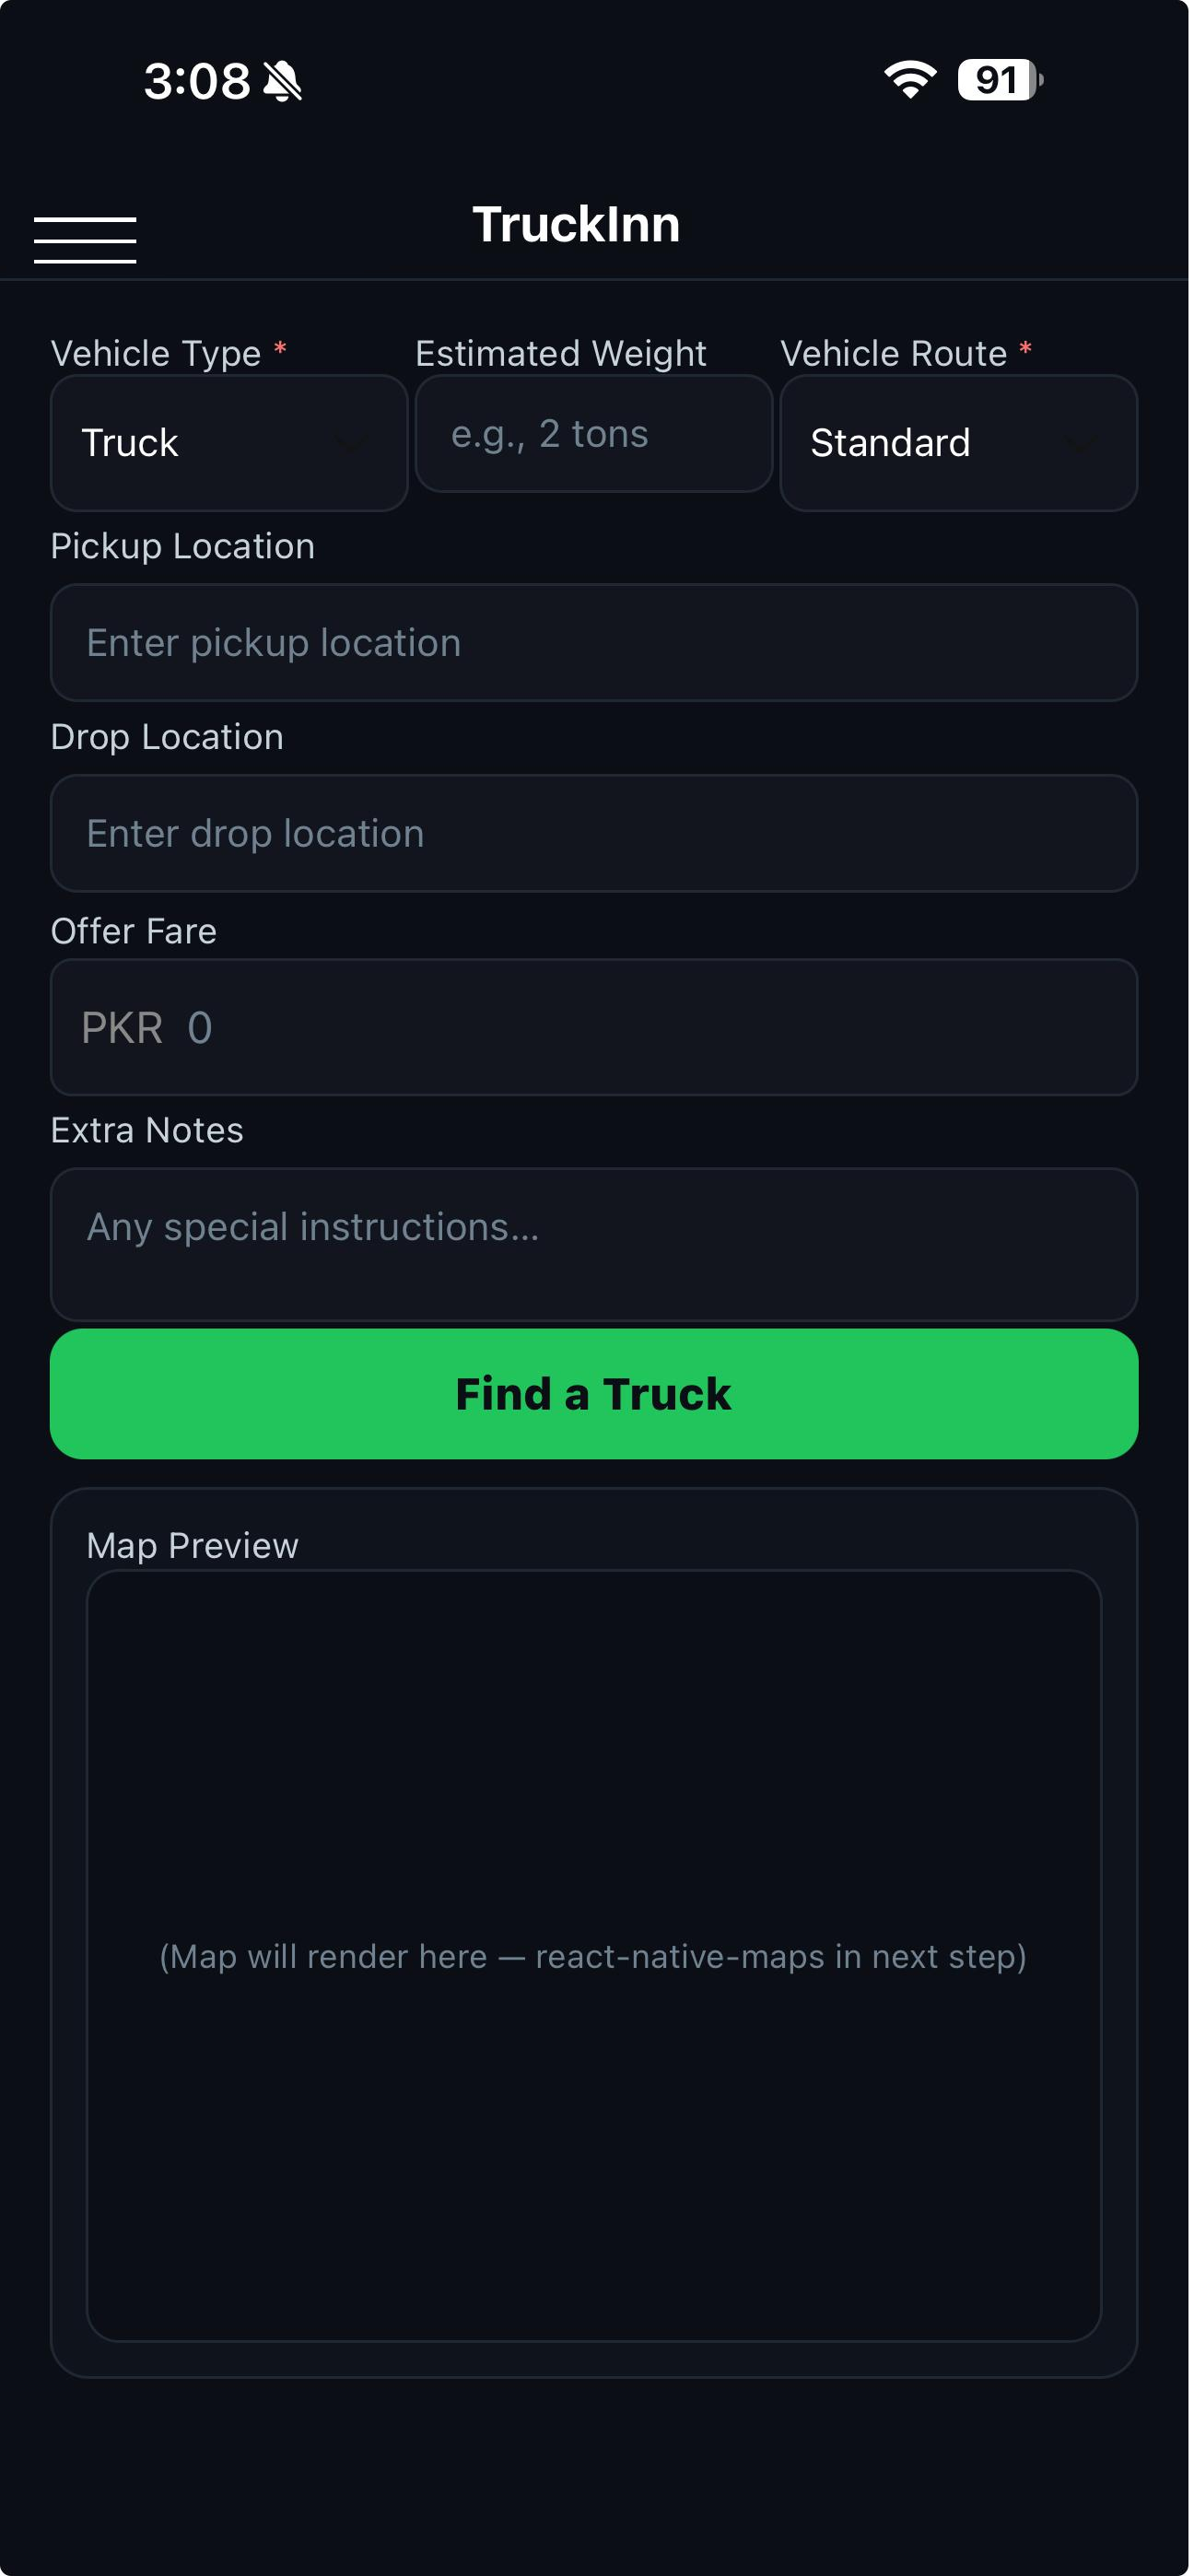 3:08
91
TruckInn
Vehicle Type * Estimated Weight Vehicle Route *
Truck e.g., 2 tons Standard
Pickup Location
Enter pickup location
Drop Location
Enter drop location
Offer Fare
PKR 0
Extra Notes
Any special instructions...
Find a Truck
Map Preview
(Map will render here — react-native-maps in next step)